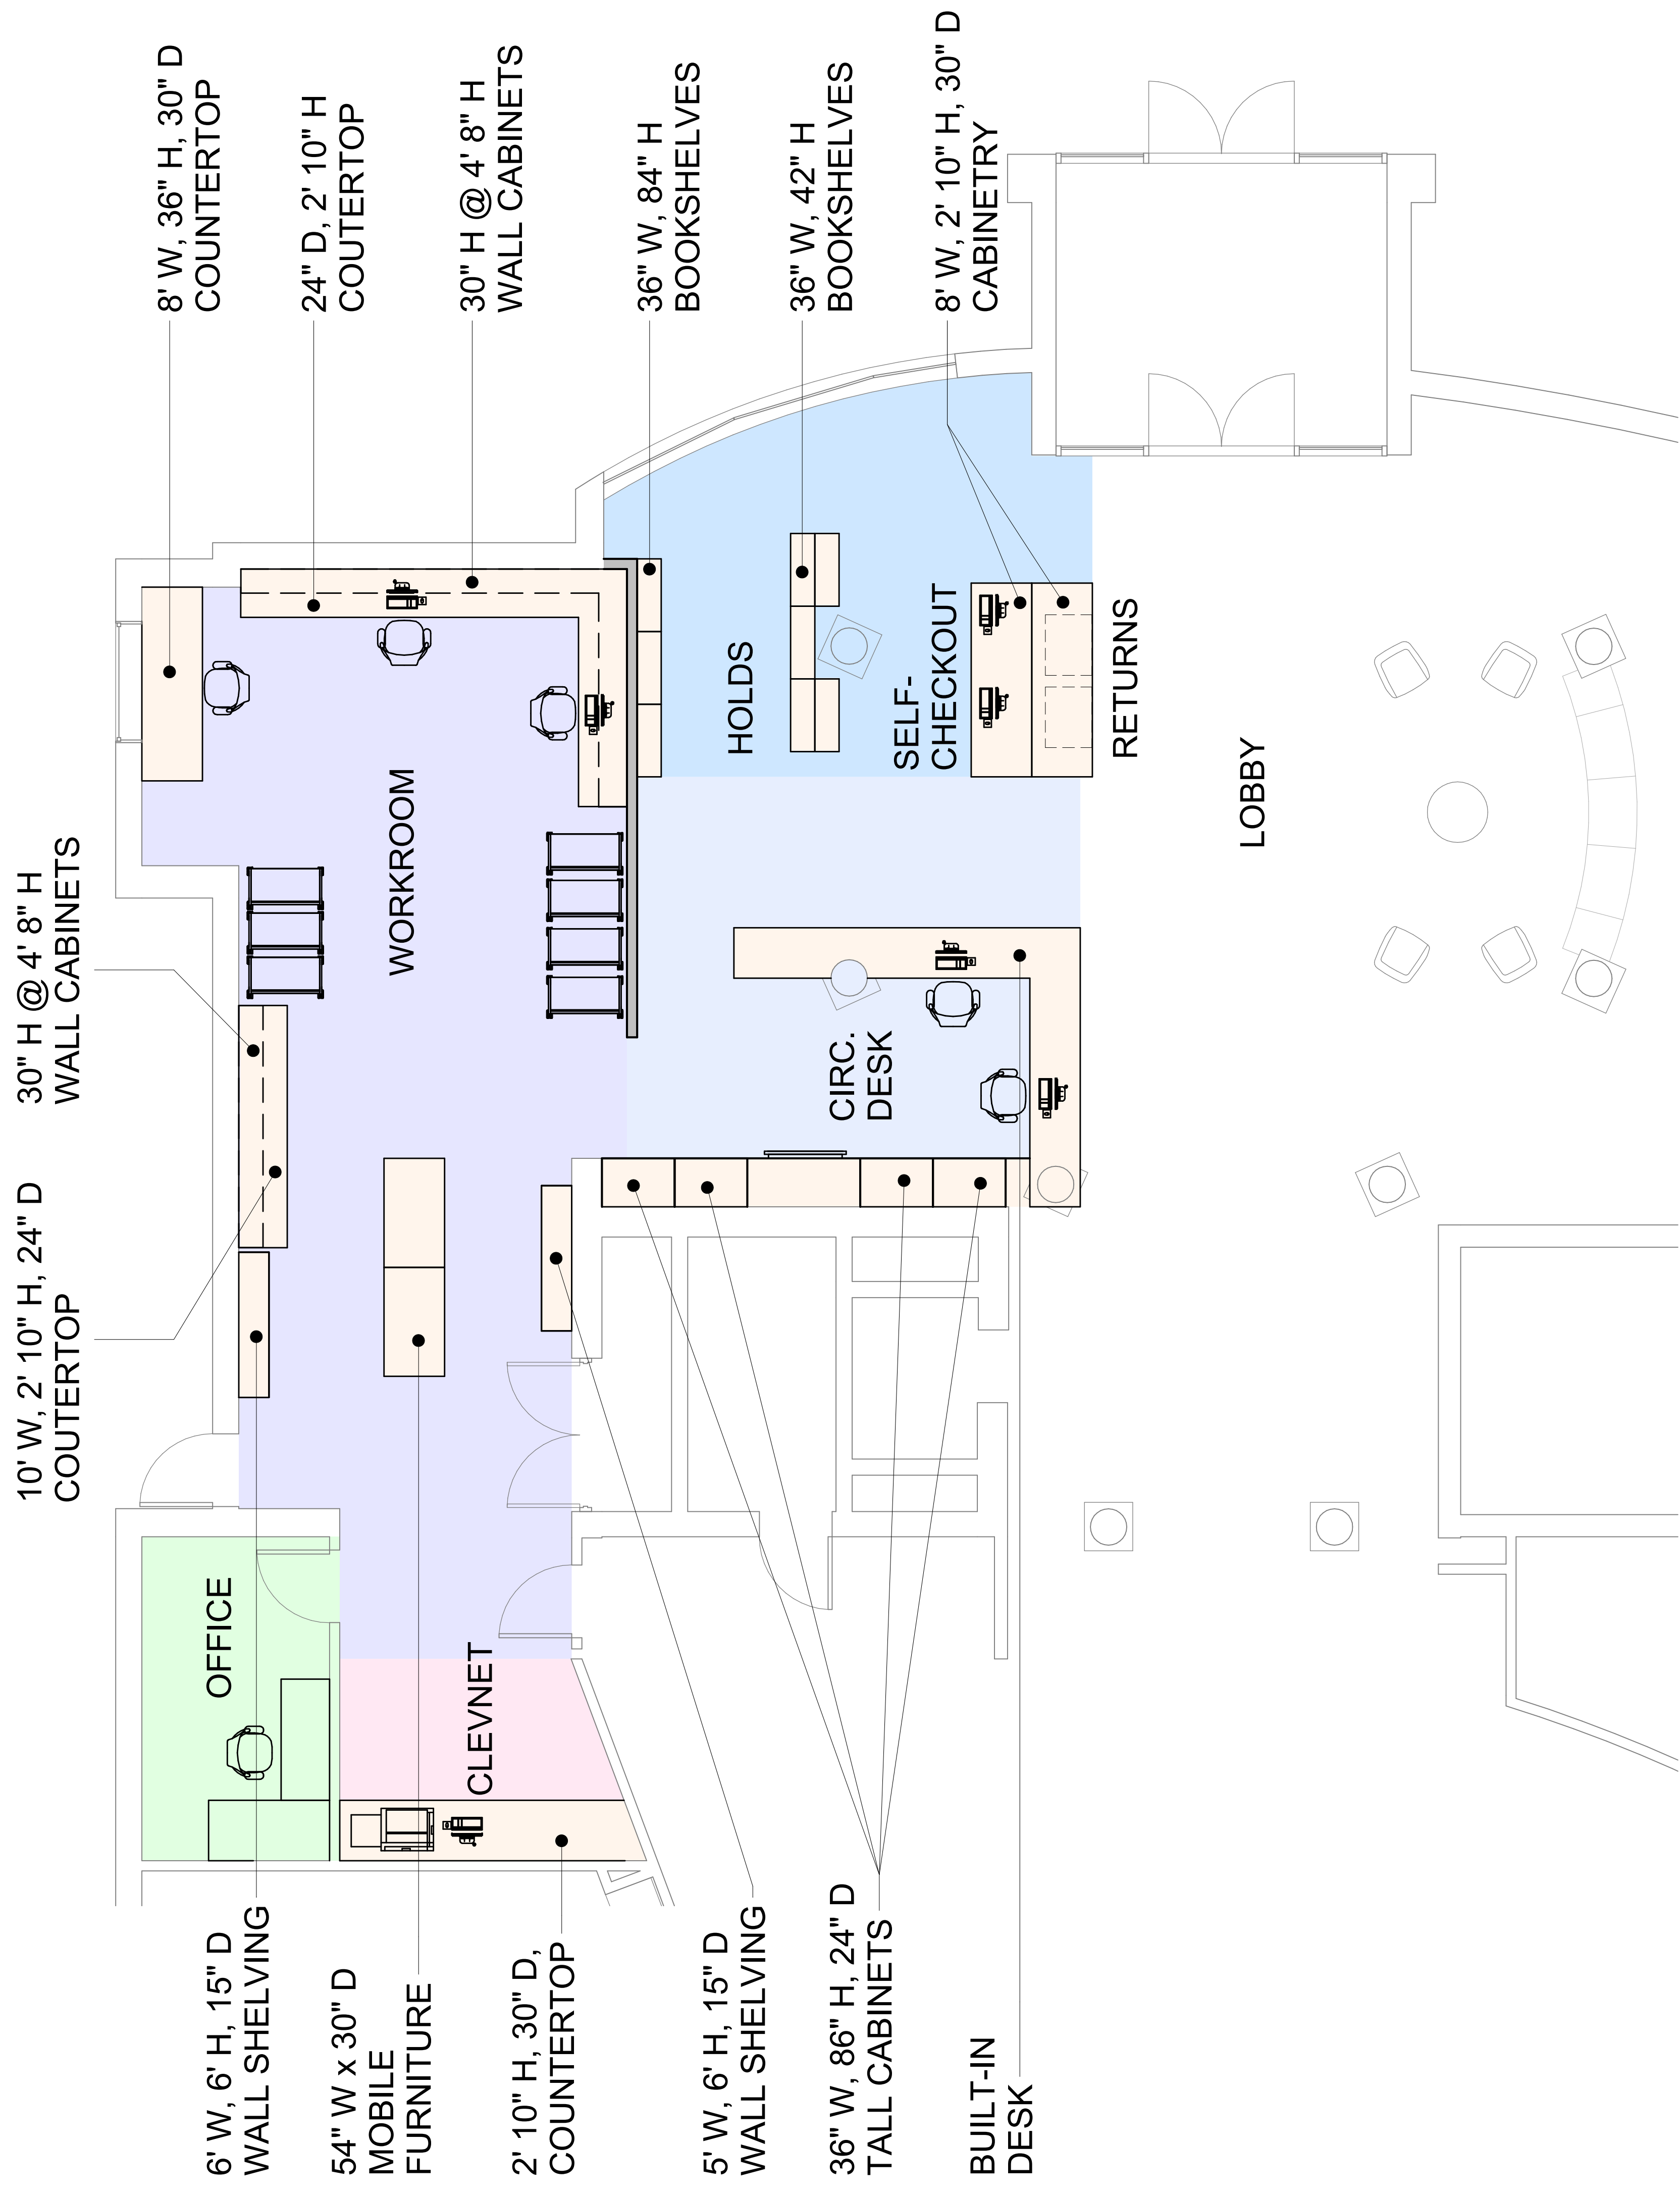 10' W, 2' 10" H, 24" D
COUTERTOP
30" H @ 4' 8" H
WALL CABINETS
8' W, 36" H, 30" D
COUNTERTOP
24" D, 2' 10" H
COUTERTOP
30" H @ 4' 8" H
WALL CABINETS
36" W, 84" H
BOOKSHELVES
36" W, 42" H
BOOKSHELVES
8' W, 2' 10" H, 30" D
CABINETRY
OFFICE
CLEVNET
WORKROOM
HOLDS
SELF-
CHECKOUT
RETURNS
CIRC.
DESK
LOBBY
6' W, 6' H, 15" D
WALL SHELVING
54" W x 30" D
MOBILE
FURNITURE
2' 10" H, 30" D,
COUNTERTOP
5' W, 6' H, 15" D
WALL SHELVING
36" W, 86" H, 24" D
TALL CABINETS
BUILT-IN
DESK